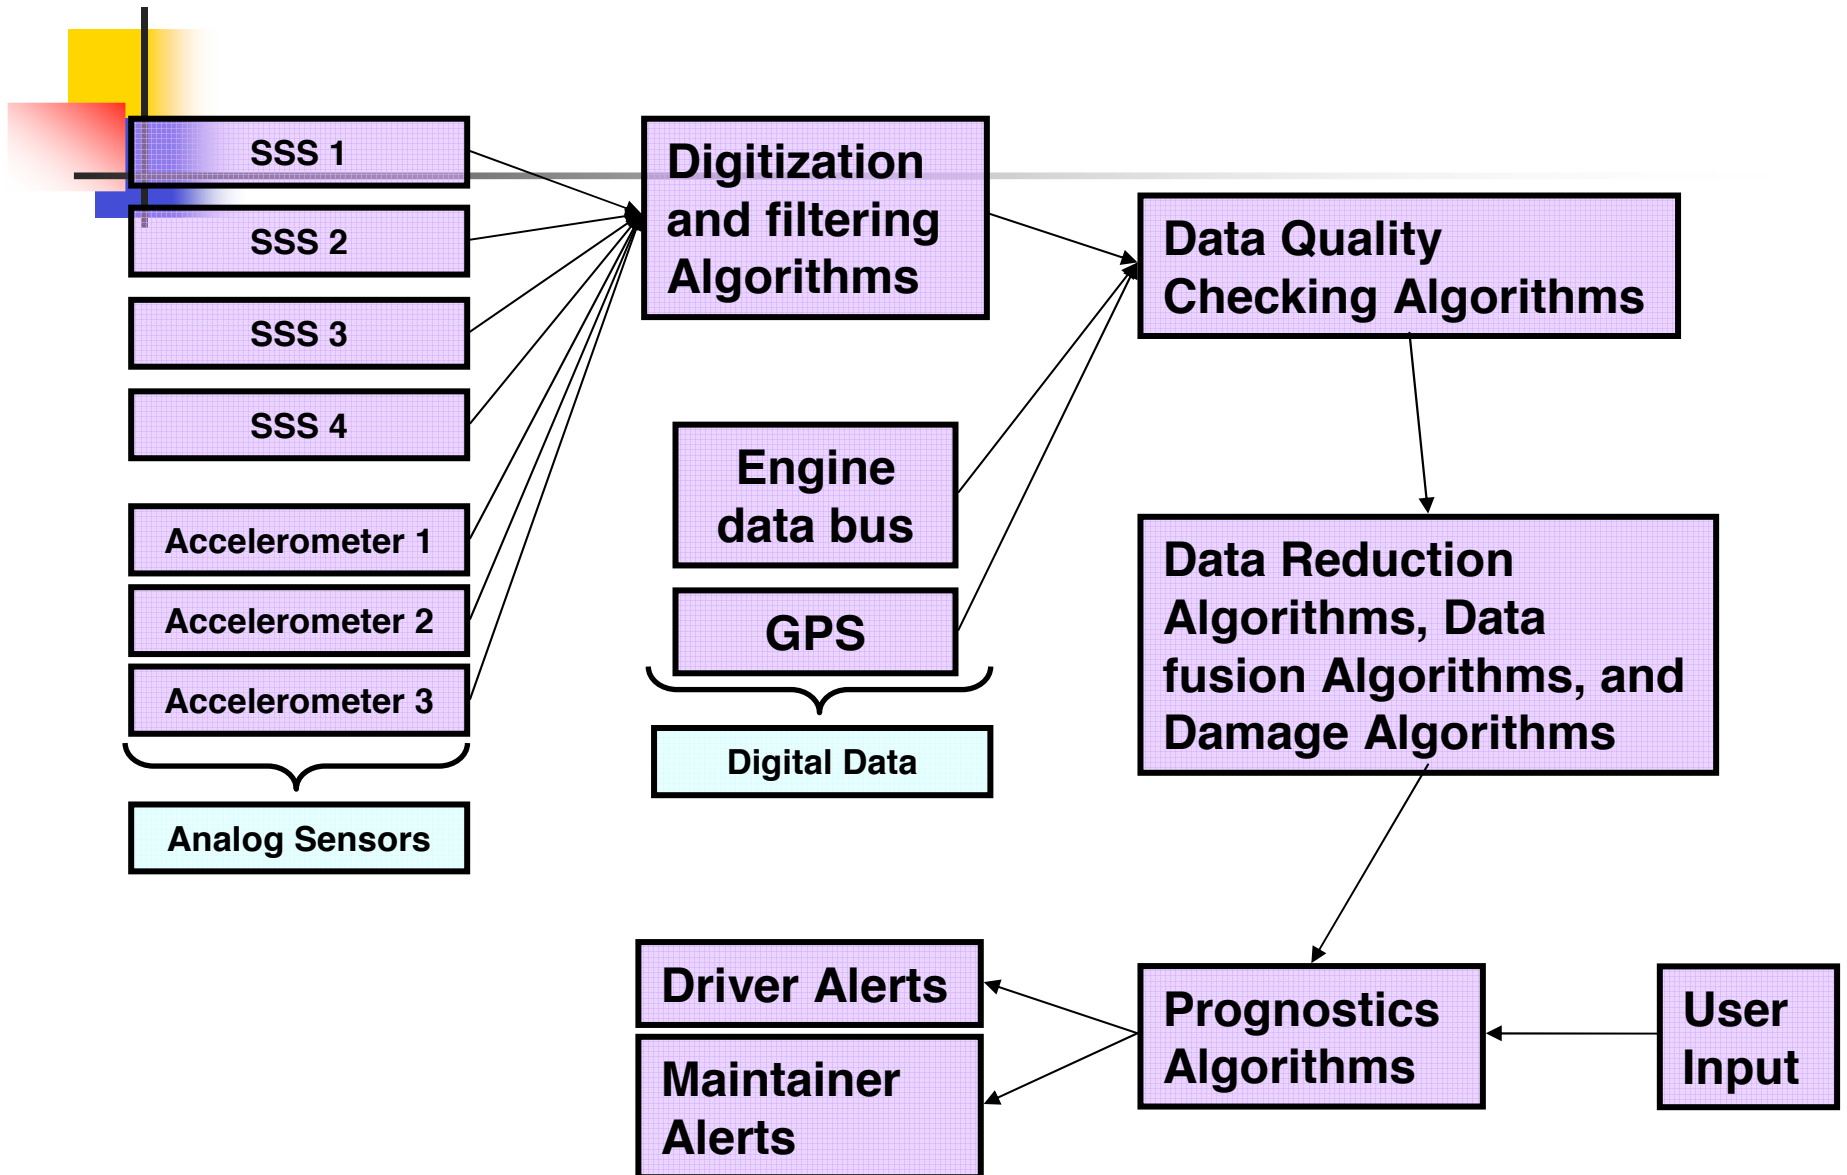 SSS 1
SSS 2
SSS 3
SSS 4
Accelerometer 1
Accelerometer 2
Accelerometer 3
Analog Sensors
Digitization
and filtering
Algorithms
Engine
data bus
GPS
Digital Data
Data Quality
Checking Algorithms
Data Reduction
Algorithms, Data
fusion Algorithms, and
Damage Algorithms
Prognostics
Algorithms
User
Input
Driver Alerts
Maintainer
Alerts